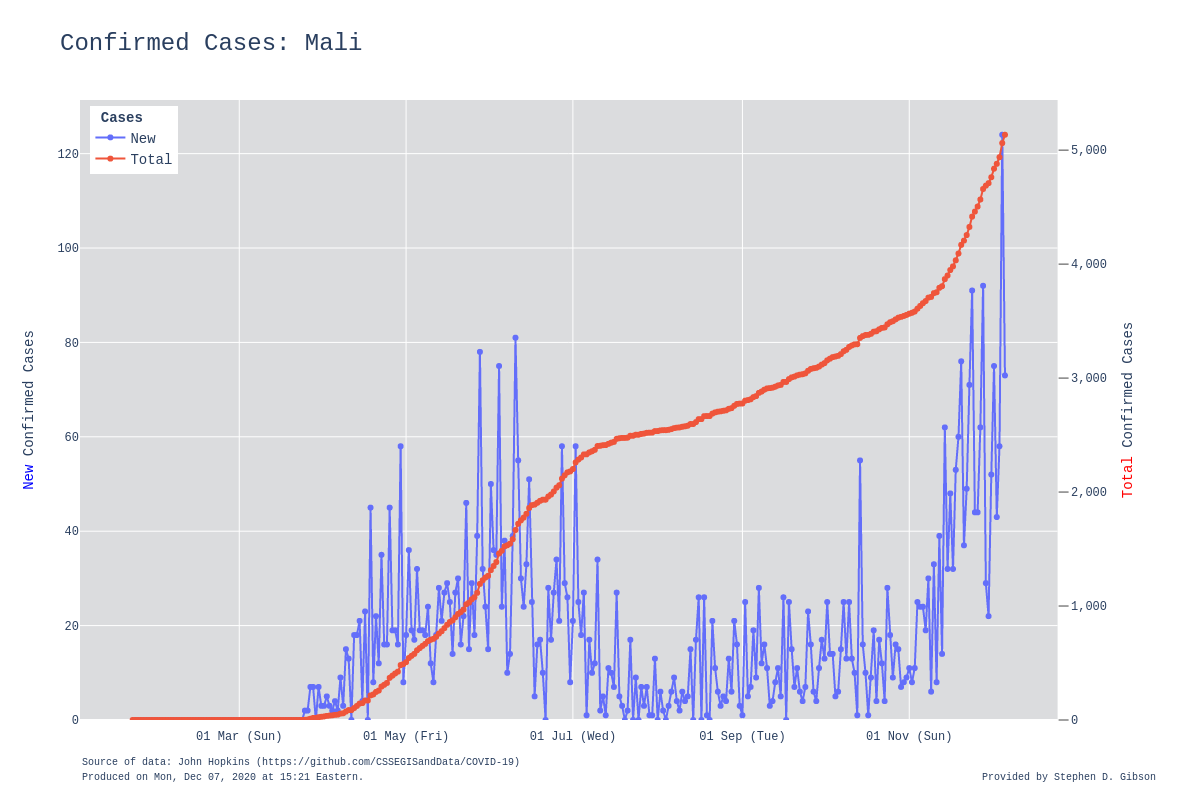 Confirmed Cases: Mali
Cases
New
Total
120
100
80
60
40
20
0
5,000
4,000
3,000
2,000
1,000
0
New Confirmed Cases
Total Confirmed Cases
01 Mar (Sun)
01 May (Fri)
01 Jul (Wed)
01 Sep (Tue)
01 Nov (Sun)
Source of data: John Hopkins (https://github.com/CSSEGISandData/COVID-19)
Produced on Mon, Dec 07, 2020 at 15:21 Eastern.
Provided by Stephen D. Gibson